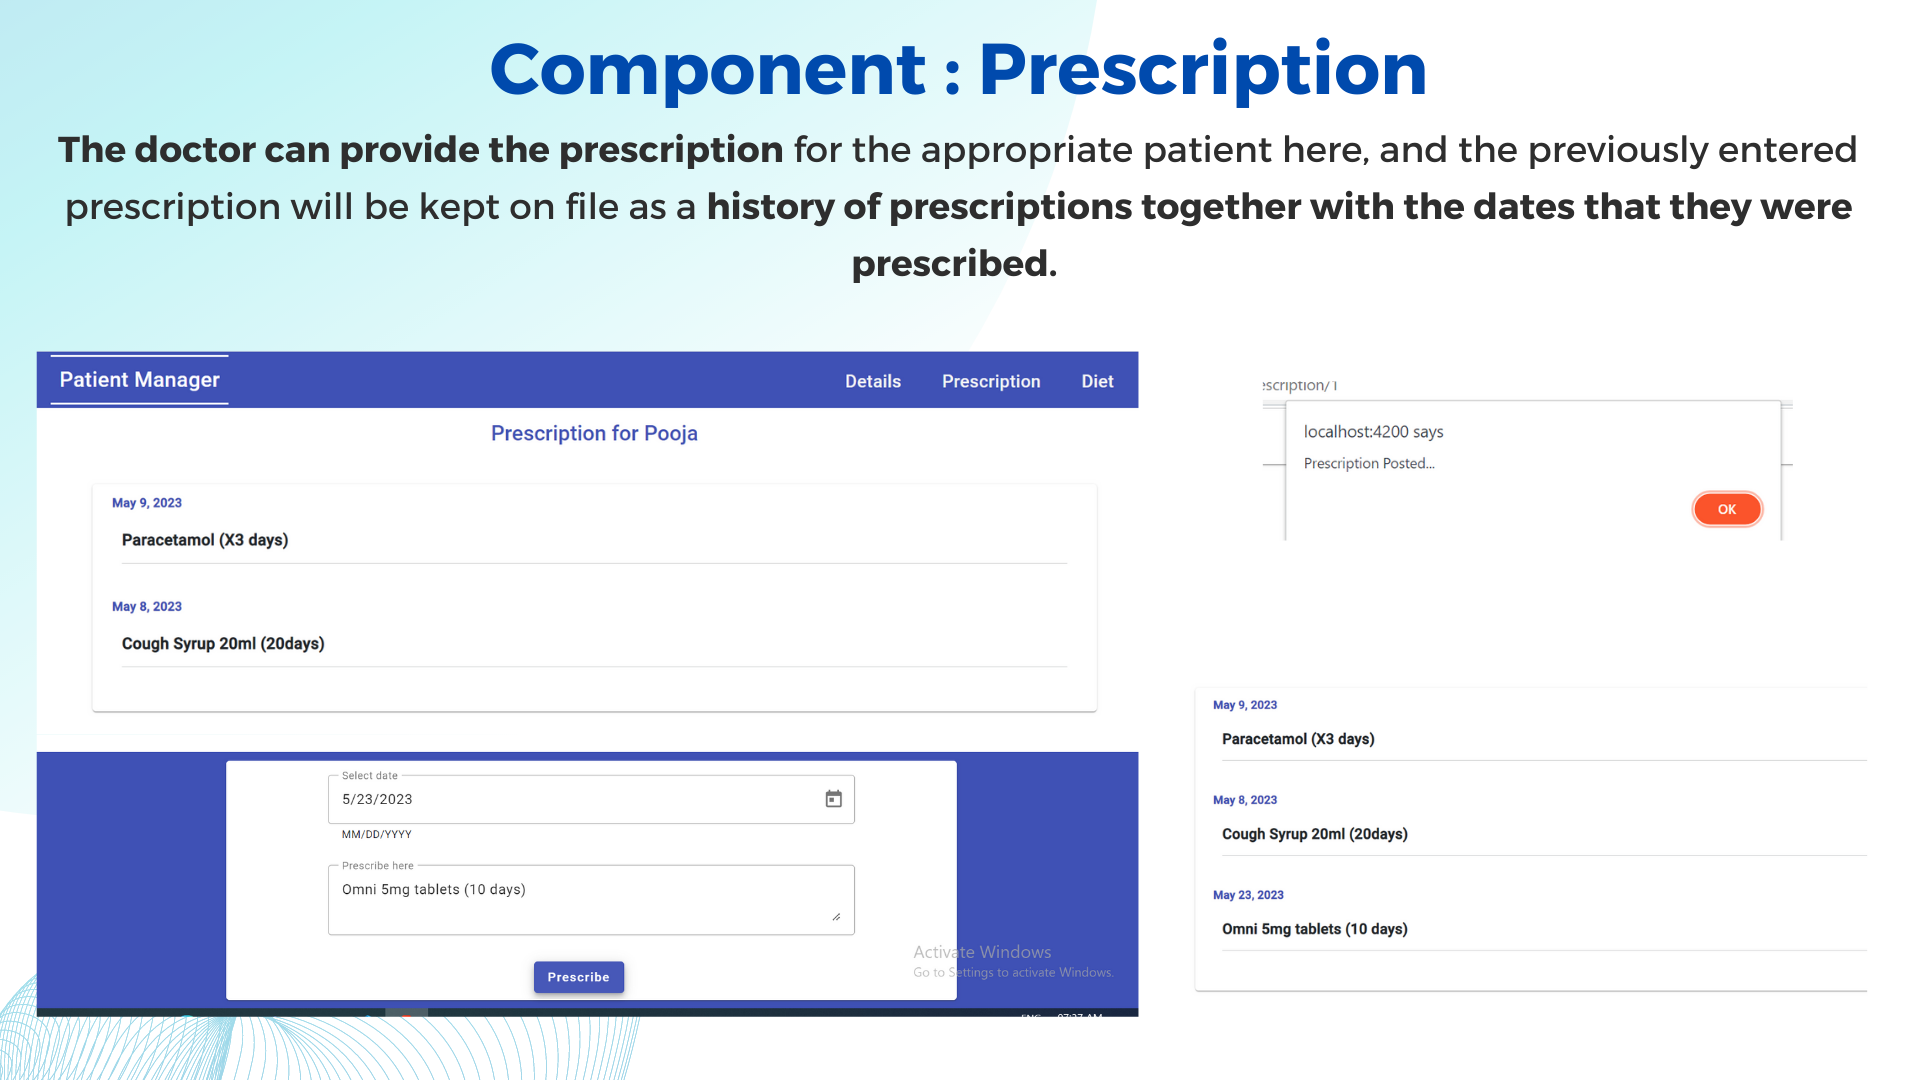 Component : Prescription
The doctor can provide the prescription for the appropriate patient here, and the previously entered
prescription will be kept on file as a history of prescriptions together with the dates that they were
prescribed.
Patient Manager
Details
Prescription
Diet
Prescription for Pooja
May 9, 2023
Paracetamol (X3 days)
May 8, 2023
Cough Syrup 20ml (20days)
Select date
5/23/2023
MM/DD/YYYY
Prescribe here
Omni 5mg tablets (10 days)
Prescribe
Activate Windows
Go to Settings to activate Windows.
07:37 AM
escription/1
localhost:4200 says
Prescription Posted...
OK
May 9, 2023
Paracetamol (X3 days)
May 8, 2023
Cough Syrup 20ml (20days)
May 23, 2023
Omni 5mg tablets (10 days)